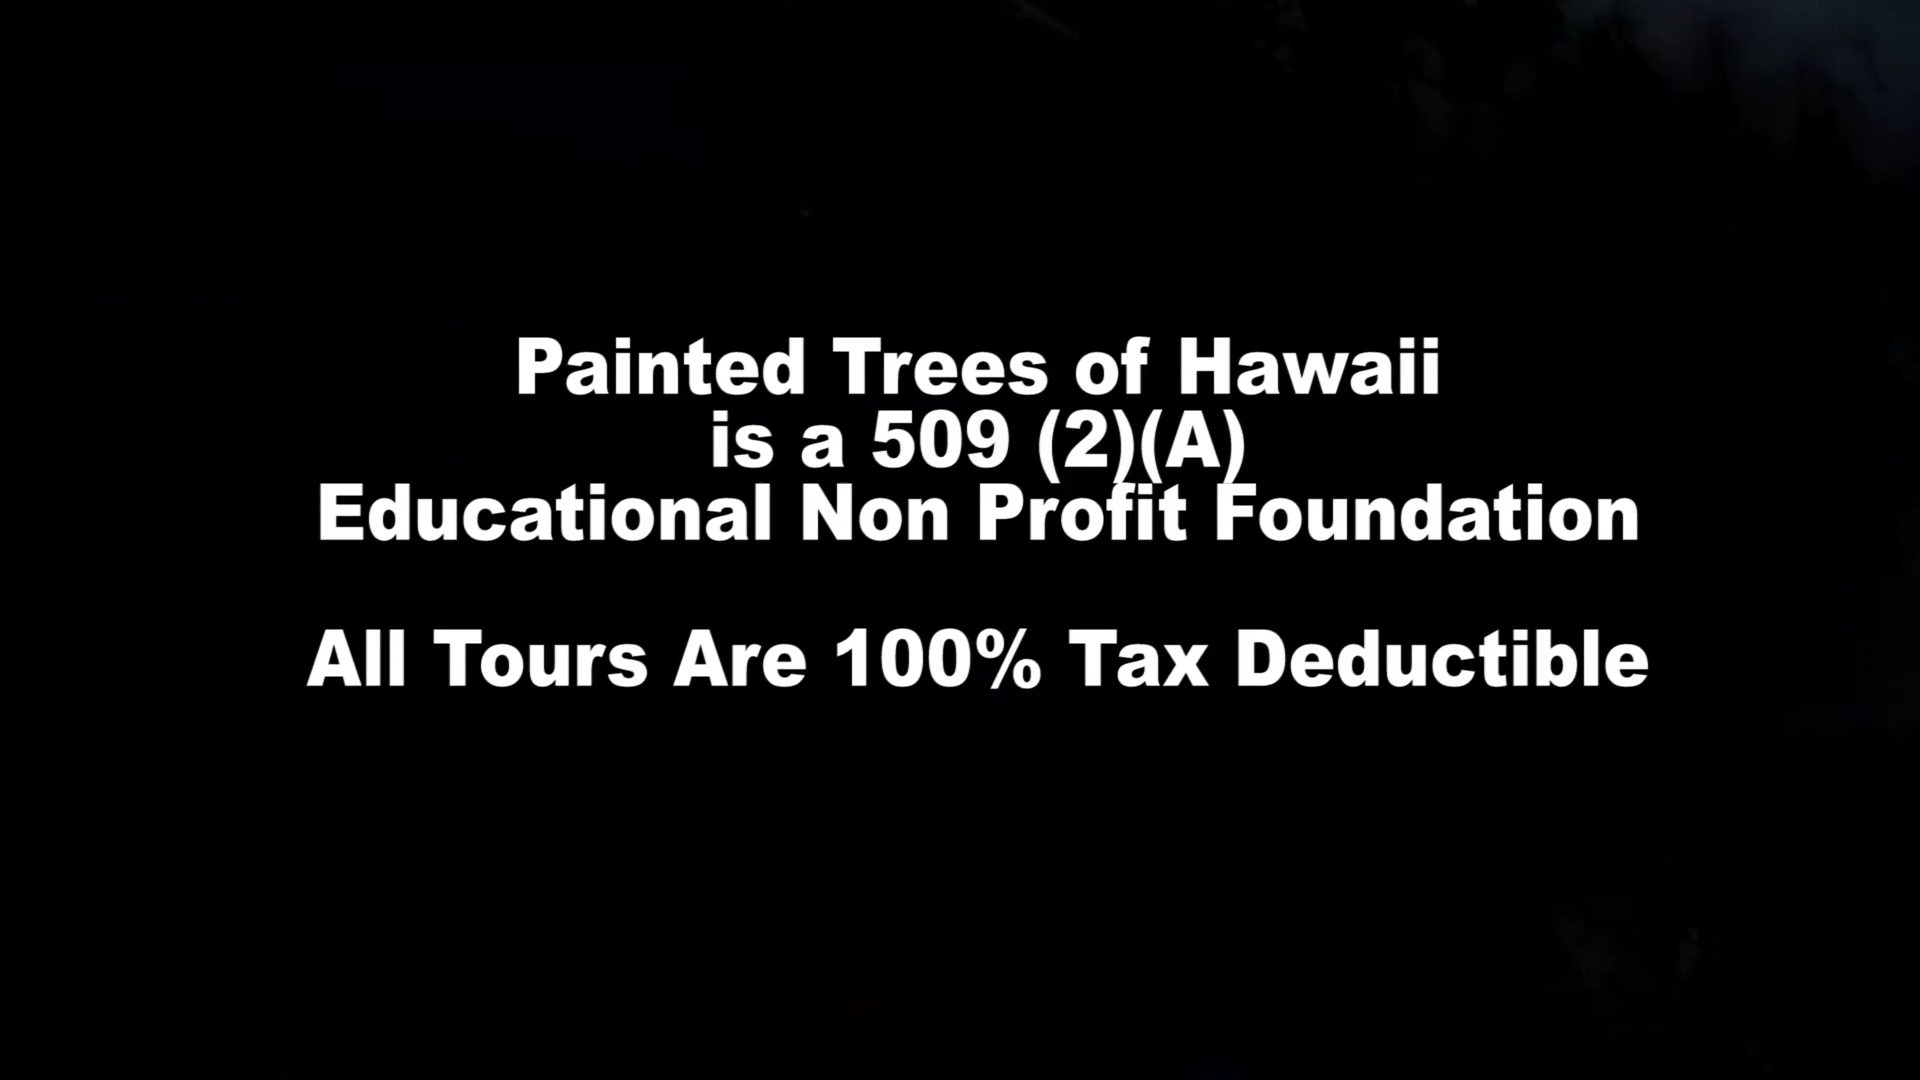 Painted Trees of Hawaii
is a 509 (2)(A)
Educational Non Profit Foundation
All Tours Are 100% Tax Deductible